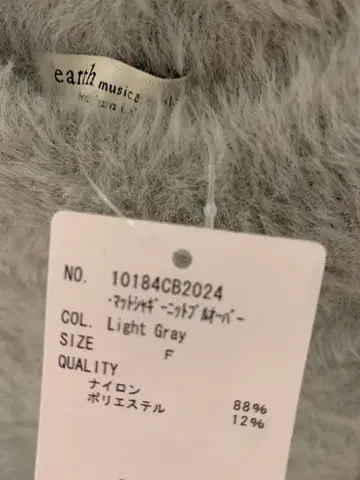 earth music &
NO. 10184CB2024
・マットシャギーニットプルオーバー
COL. Light Gray
SIZE F
QUALITY
ナイロン 88%
ポリエステル 12%